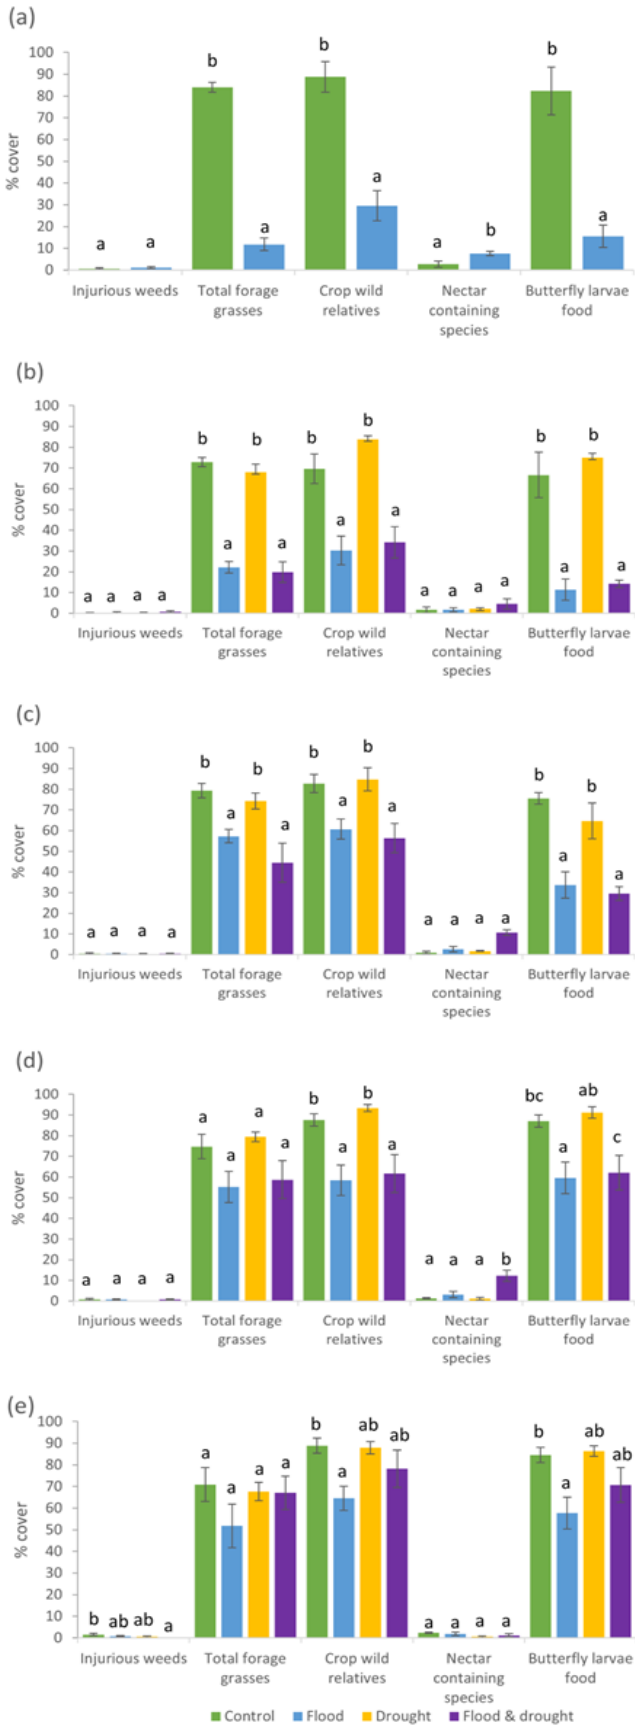 (a)
100
90
80
70
60
50
40
30
20
10
0
% cover
a a b a b a a b b a
Injurious weeds Total forage grasses Crop wild relatives Nectar containing species Butterfly larvae food
(b)
100
90
80
70
60
50
40
30
20
10
0
% cover
a a a a b a b a b a b a a a a a b a b a
Injurious weeds Total forage grasses Crop wild relatives Nectar containing species Butterfly larvae food
(c)
100
90
80
70
60
50
40
30
20
10
0
% cover
a a a a b a b a b a b a a a a a b a b a
Injurious weeds Total forage grasses Crop wild relatives Nectar containing species Butterfly larvae food
(d)
100
90
80
70
60
50
40
30
20
10
0
% cover
a a a a a a a a b a b a a a a b bc a ab c
Injurious weeds Total forage grasses Crop wild relatives Nectar containing species Butterfly larvae food
(e)
100
90
80
70
60
50
40
30
20
10
0
% cover
b ab ab a a a a a b a ab ab a a a a b a ab ab
Injurious weeds Total forage grasses Crop wild relatives Nectar containing species Butterfly larvae food
Control Flood Drought Flood & drought